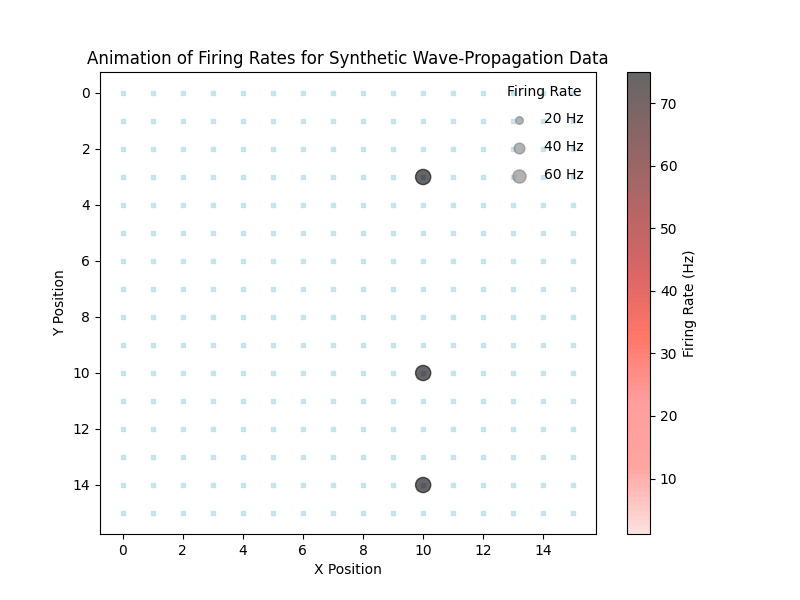 Animation of Firing Rates for Synthetic Wave-Propagation Data
Firing Rate
20 Hz
40 Hz
60 Hz
0
2
4
6
8
10
12
14
Y Position
0 2 4 6 8 10 12 14
X Position
70
60
50
40
30
20
10
Firing Rate (Hz)